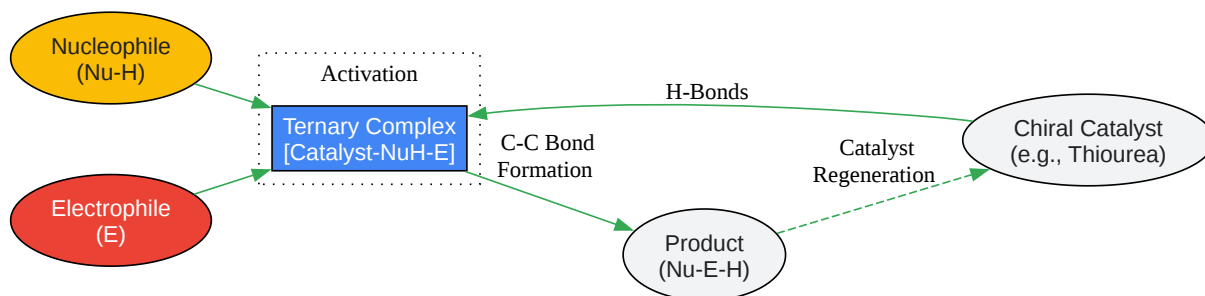 Nucleophile
(Nu-H)
Activation
Ternary Complex
[Catalyst-NuH-E]
Electrophile
(E)
H-Bonds
C-C Bond
Formation
Catalyst
Regeneration
Chiral Catalyst
(e.g., Thiourea)
Product
(Nu-E-H)